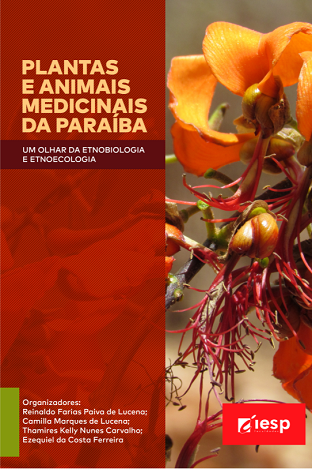 PLANTAS
E ANIMAIS
MEDICINAIS
DA PARAÍBA
UM OLHAR DA ETNOBIOLOGIA
E ETNOECOLOGIA
Organizadores:
Reinaldo Farias Paiva de Lucena;
Camilla Marques de Lucena;
Thamires Kelly Nunes Carvalho;
Ezequiel da Costa Ferreira
iesp